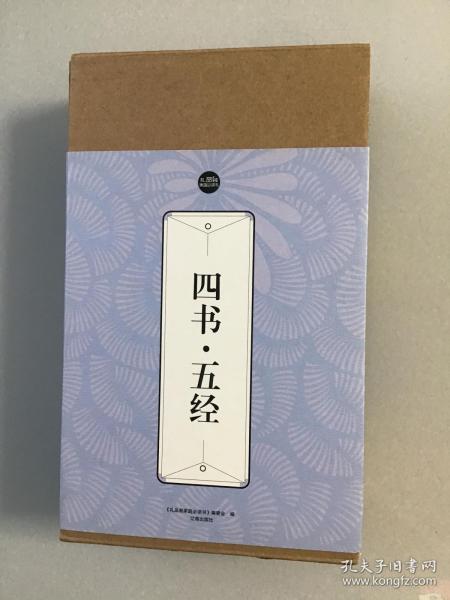 四书·五经
《礼品装家庭必读书》编委会 编
辽海出版社
孔夫子旧书网
www.kongfz.com